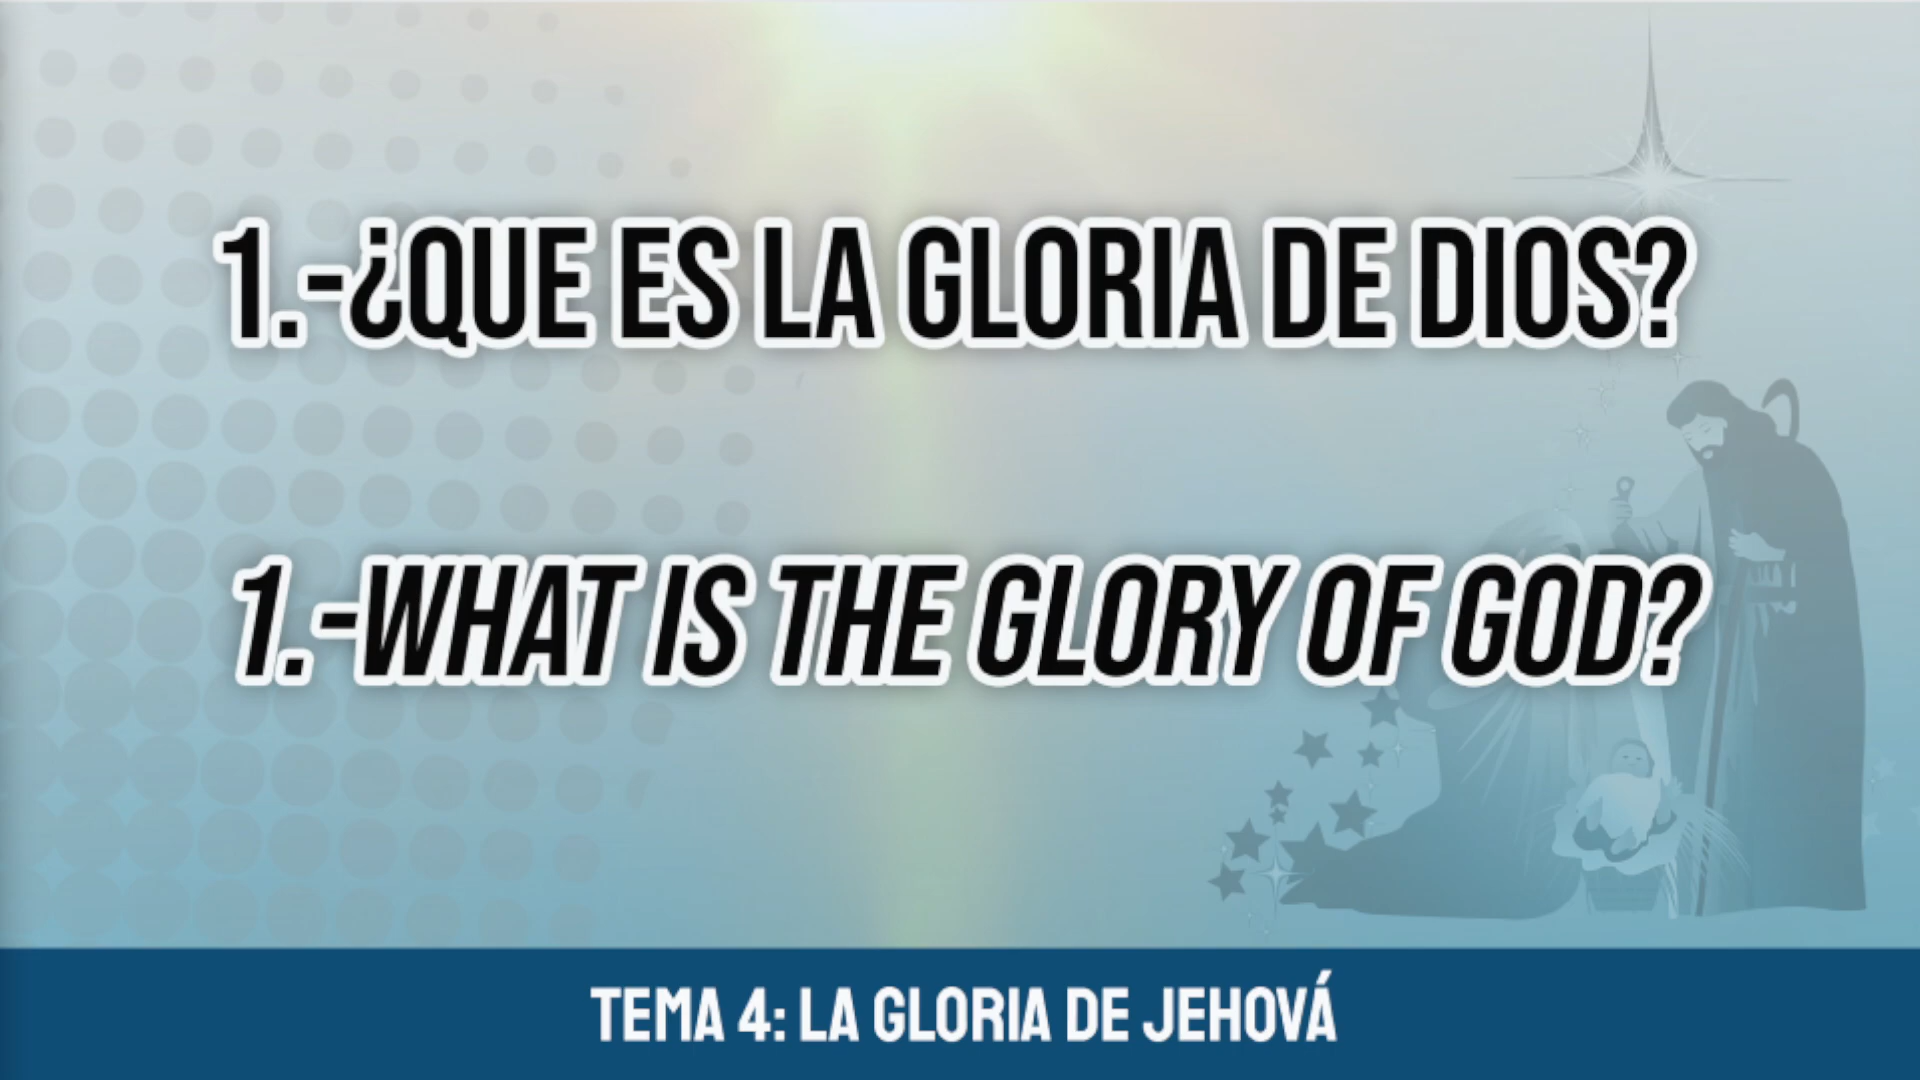 1.-¿QUE ES LA GLORIA DE DIOS?
1.-WHAT IS THE GLORY OF GOD?
TEMA 4: LA GLORIA DE JEHOVÁ